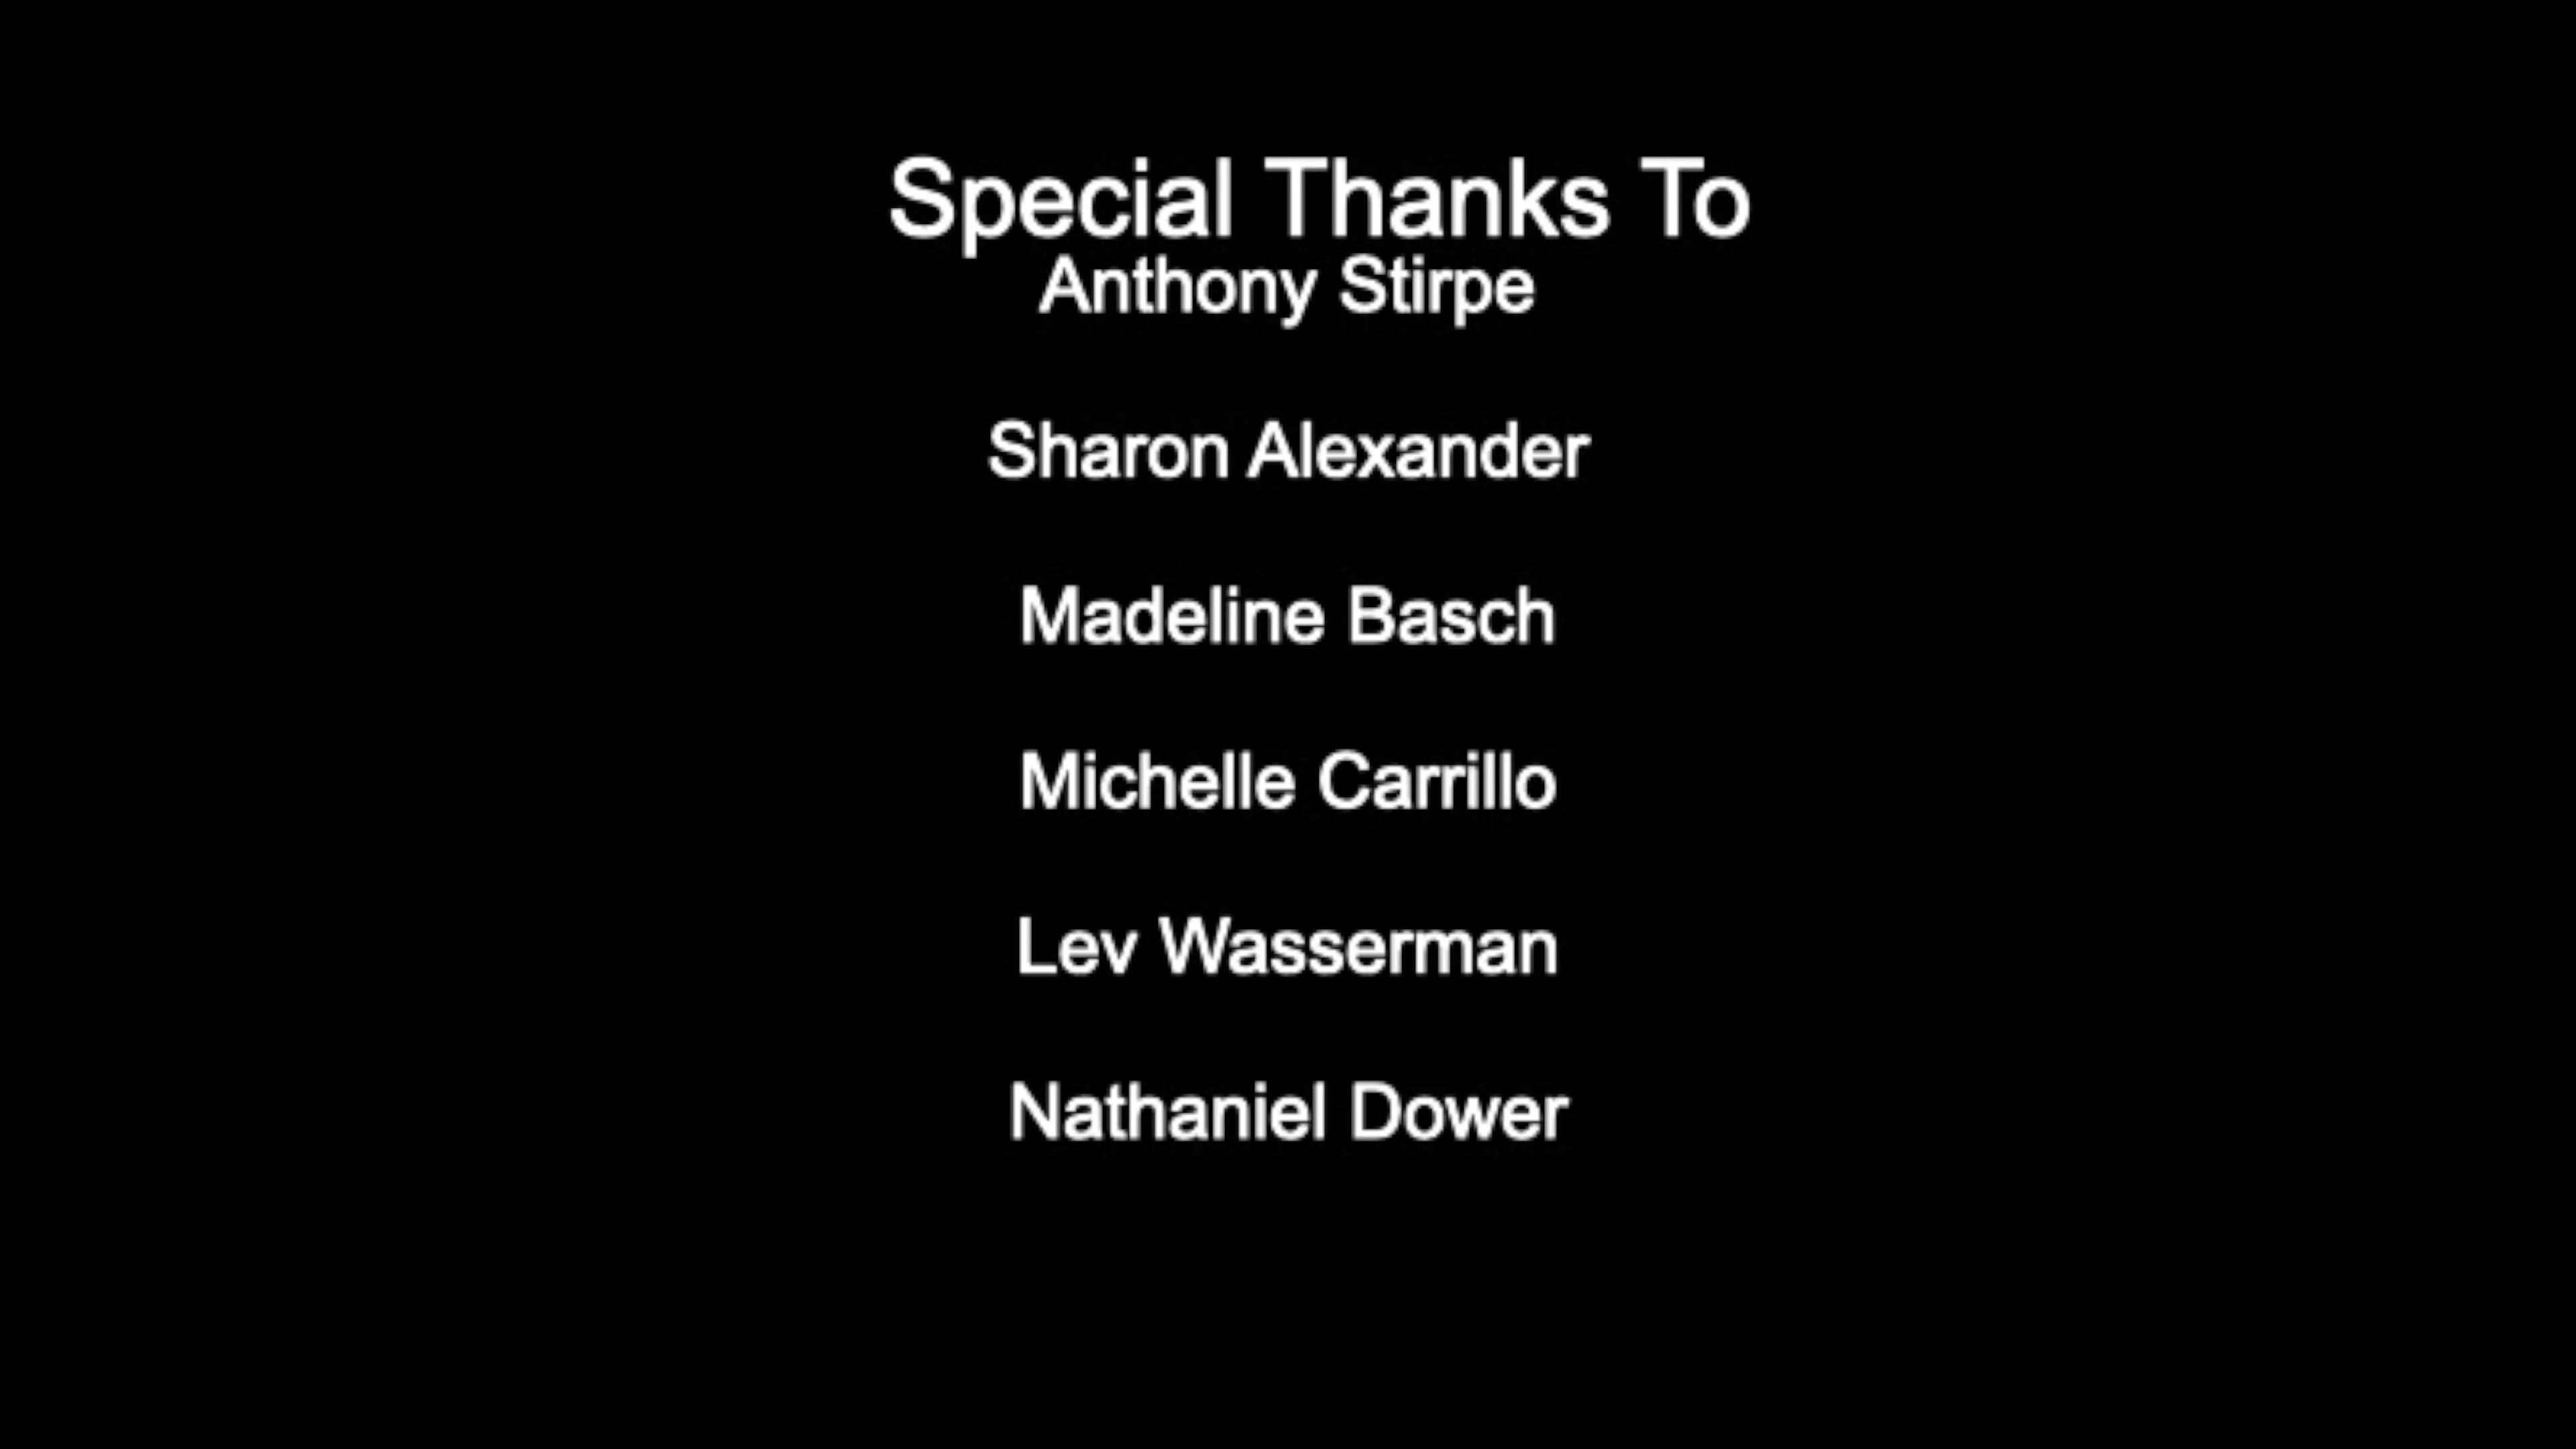 Special Thanks To
Anthony Stirpe
Sharon Alexander
Madeline Basch
Michelle Carrillo
Lev Wasserman
Nathaniel Dower